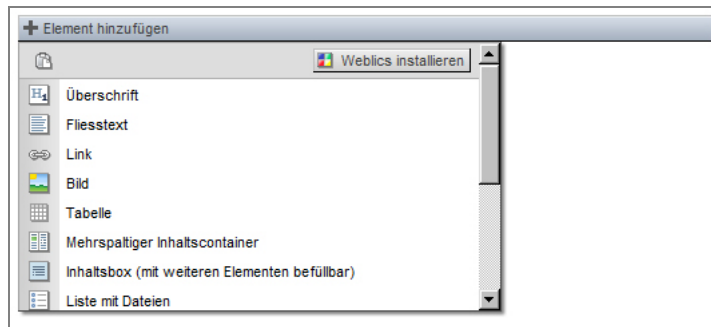 Element hinzufügen
Weblics installieren
Überschrift
Fliesstext
Link
Bild
Tabelle
Mehrspaltiger Inhaltscontainer
Inhaltsbox (mit weiteren Elementen befüllbar)
Liste mit Dateien